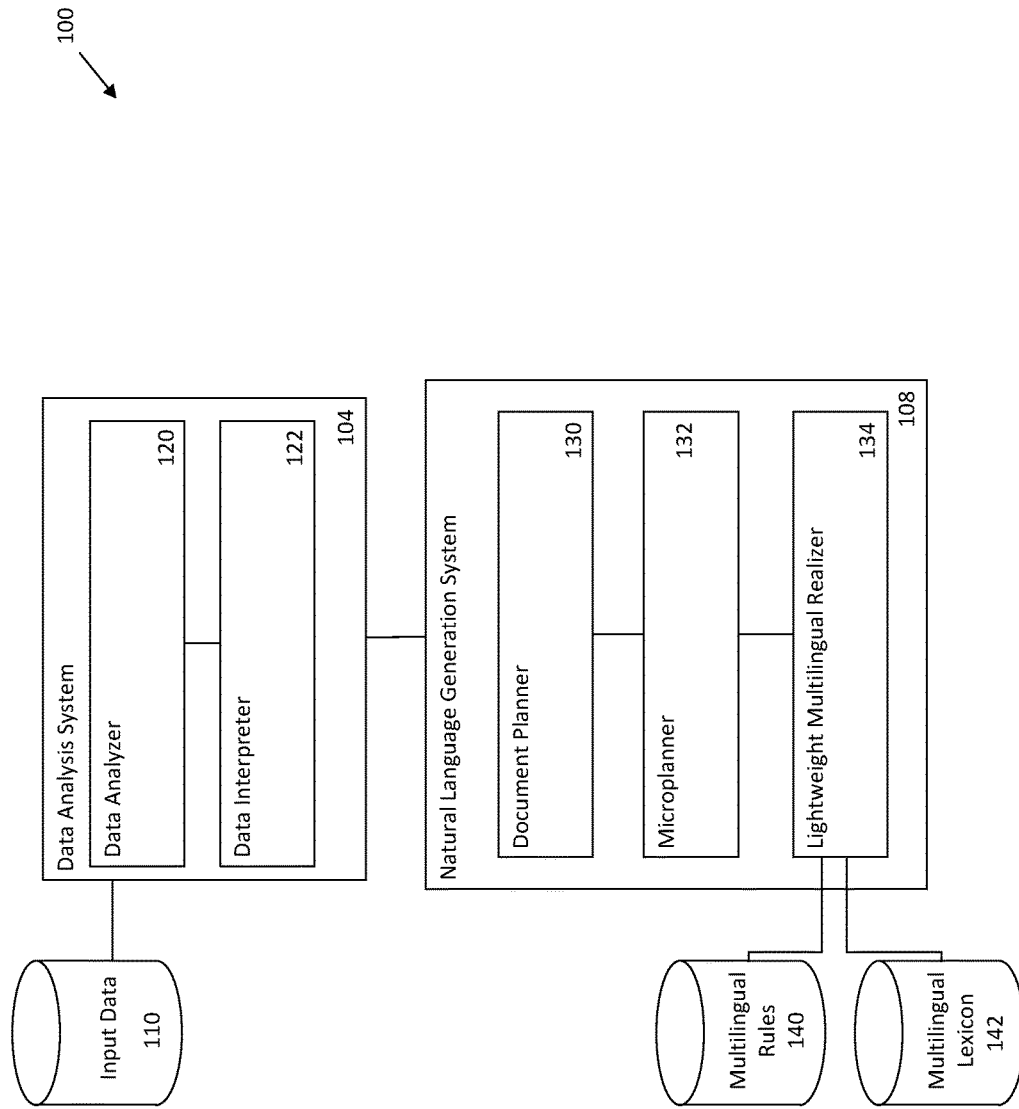 100
Input Data
110
Data Analysis System
Data Analyzer
120
Data Interpreter
122
104
Natural Language Generation System
Document Planner
130
Microplanner
132
Lightweight Multilingual Realizer
134
108
Multilingual
Rules
140
Multilingual
Lexicon
142